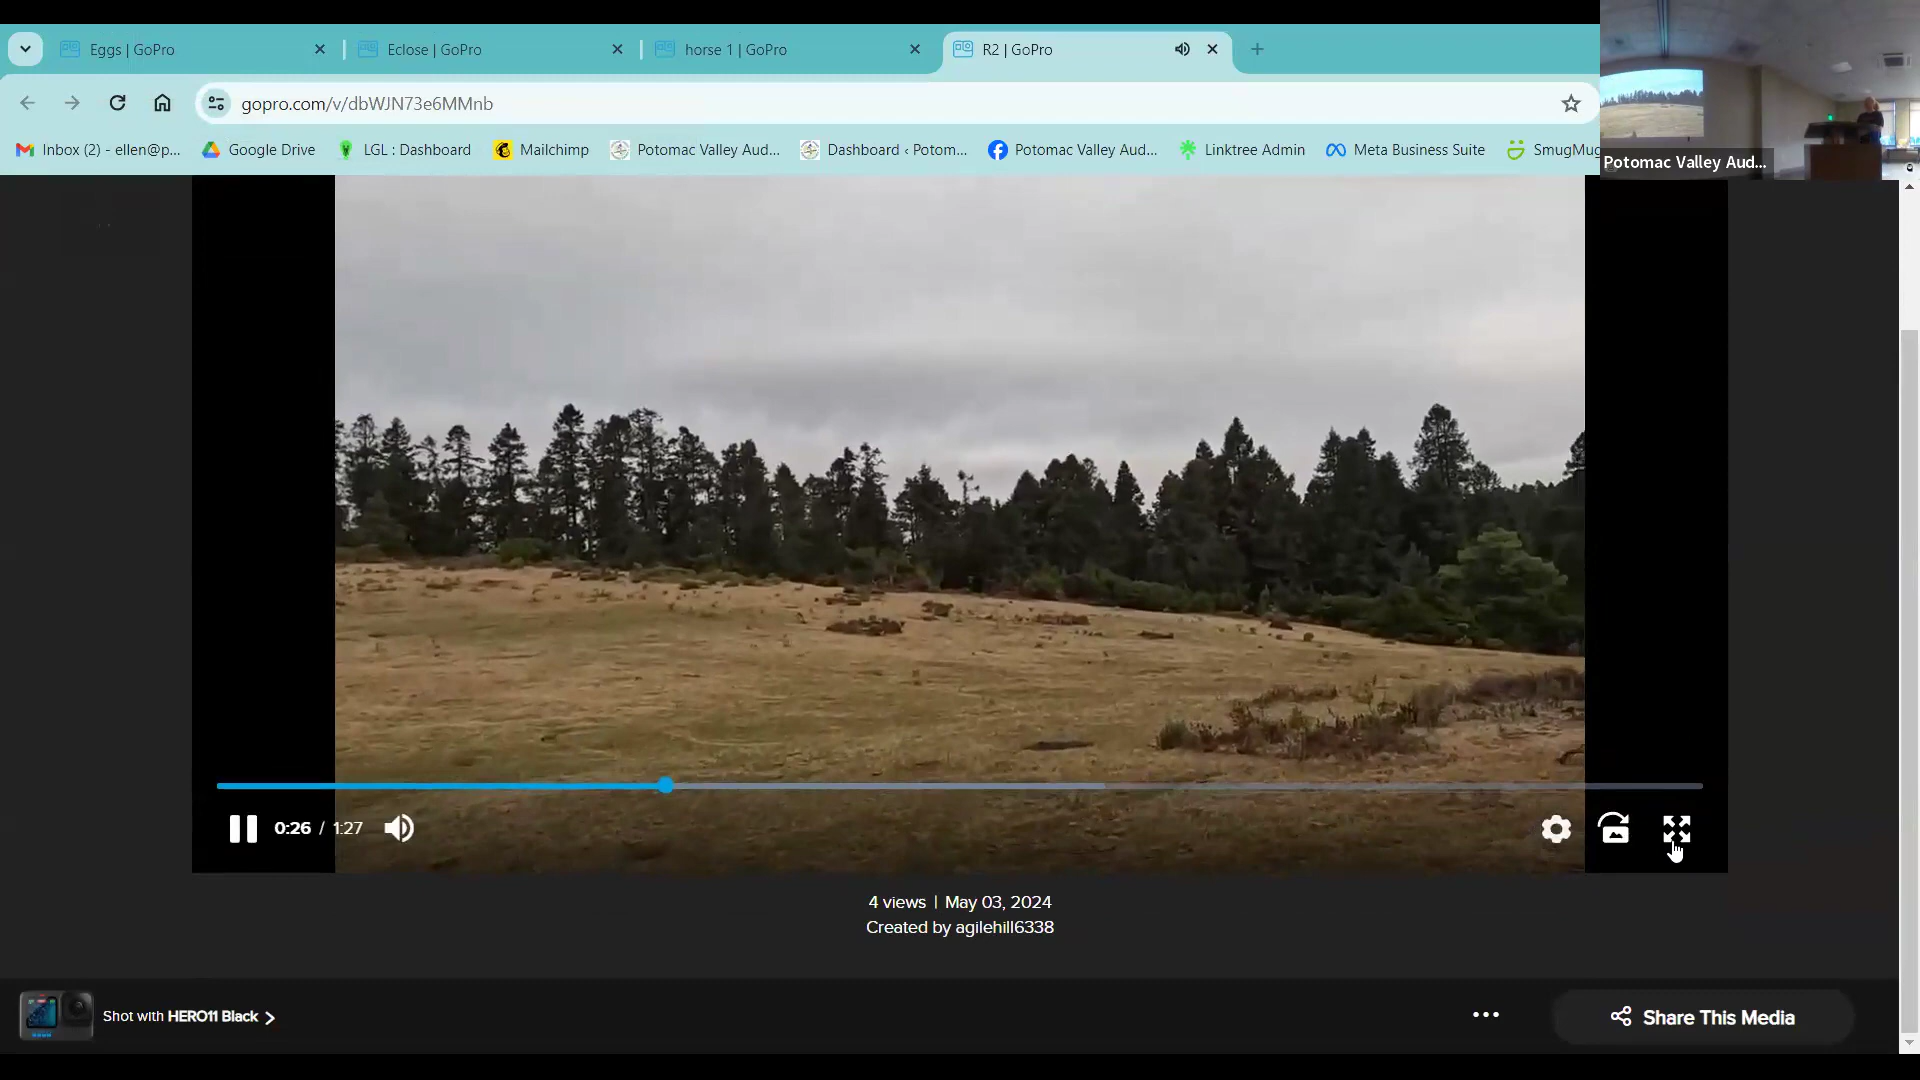 Eggs | GoPro
Eclose | GoPro
horse 1 | GoPro
R2 | GoPro
gopro.com/v/dbWJN73e6MMnb
Inbox (2) - ellen@p...
Google Drive
LGL : Dashboard
Mailchimp
Potomac Valley Aud...
Dashboard ‹ Potom...
Potomac Valley Aud...
Linktree Admin
Meta Business Suite
SmugMug
Potomac Valley Aud...
0:26 / 1:27
4 views | May 03, 2024
Created by agilehill6338
Shot with HERO11 Black >
Share This Media